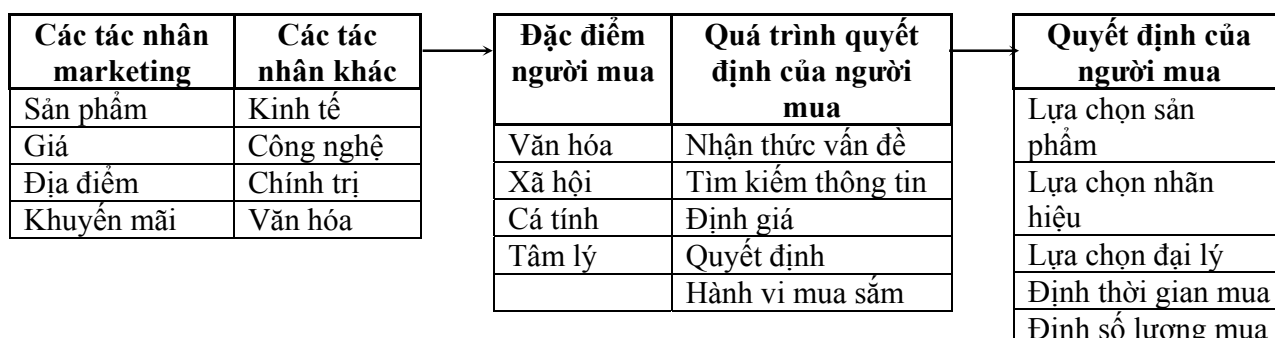 Các tác nhân
marketing
Các tác
nhân khác
Sản phẩm
Kinh tế
Giá
Công nghệ
Địa điểm
Chính trị
Khuyến mãi
Văn hóa
Đặc điểm
người mua
Quá trình quyết
định của người
mua
Văn hóa
Nhận thức vấn đề
Xã hội
Tìm kiếm thông tin
Cá tính
Định giá
Tâm lý
Quyết định
Hành vi mua sắm
Quyết định của
người mua
Lựa chọn sản
phẩm
Lựa chọn nhãn
hiệu
Lựa chọn đại lý
Định thời gian mua
Định số lượng mua